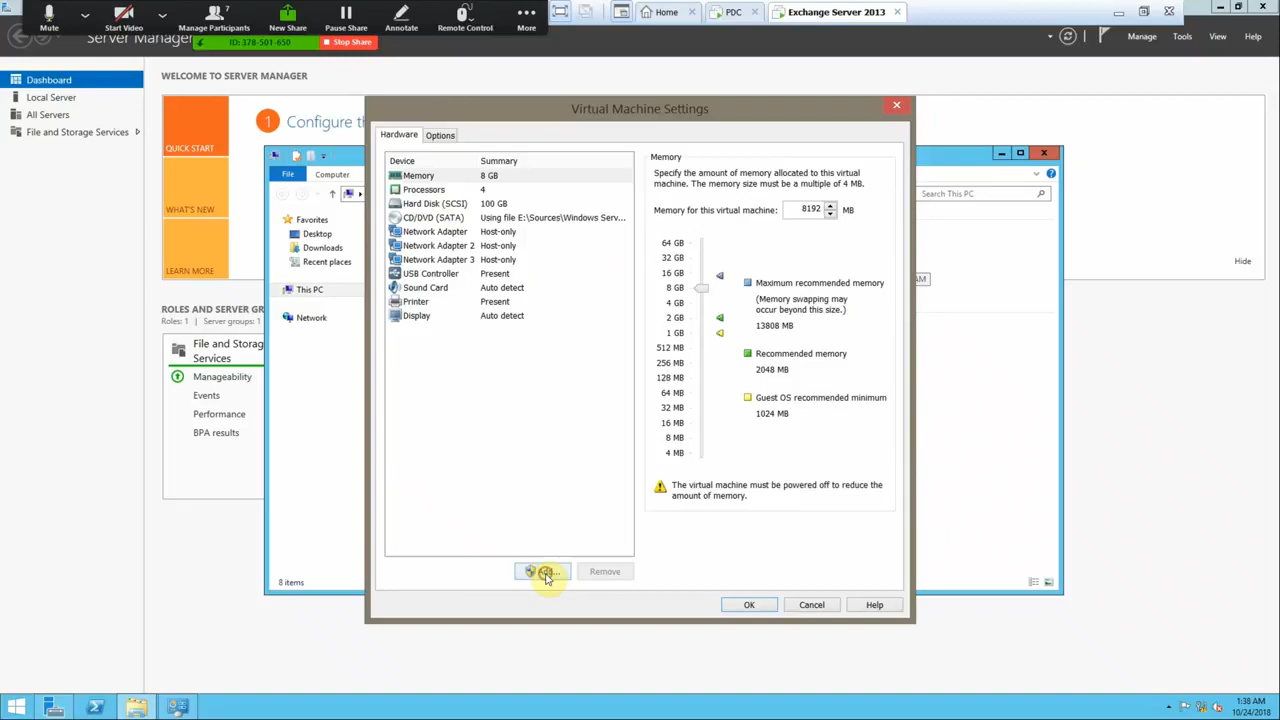 7
Mute
Start Video
Manage Participants
New Share
Pause Share
Annotate
Remote Control
More
Home
PDC
Exchange Server 2013
ID: 378-501-650
Stop Share
Server Manager
Manage
Tools
View
Help
Dashboard
Local Server
All Servers
File and Storage Services
WELCOME TO SERVER MANAGER
QUICK START
WHAT'S NEW
LEARN MORE
1
Configure th
Hide
ROLES AND SERVER GR
Roles: 1 | Server groups: 1
File and Storag
Services
Manageability
Events
Performance
BPA results
File
Computer
Search This PC
Favorites
Desktop
Downloads
Recent places
This PC
Network
8 items
AM
Virtual Machine Settings
Hardware
Options
Device
Summary
Memory
8 GB
Processors
4
Hard Disk (SCSI)
100 GB
CD/DVD (SATA)
Using file E:\Sources\Windows Serv...
Network Adapter
Host-only
Network Adapter 2
Host-only
Network Adapter 3
Host-only
USB Controller
Present
Sound Card
Auto detect
Printer
Present
Display
Auto detect
Remove
Memory
Specify the amount of memory allocated to this virtual
machine. The memory size must be a multiple of 4 MB.
Memory for this virtual machine:
8192
MB
64 GB
32 GB
16 GB
8 GB
4 GB
2 GB
1 GB
512 MB
256 MB
128 MB
64 MB
32 MB
16 MB
8 MB
4 MB
Maximum recommended memory
(Memory swapping may
occur beyond this size.)
13808 MB
Recommended memory
2048 MB
Guest OS recommended minimum
1024 MB
The virtual machine must be powered off to reduce the
amount of memory.
OK
Cancel
Help
1:38 AM
10/24/2018